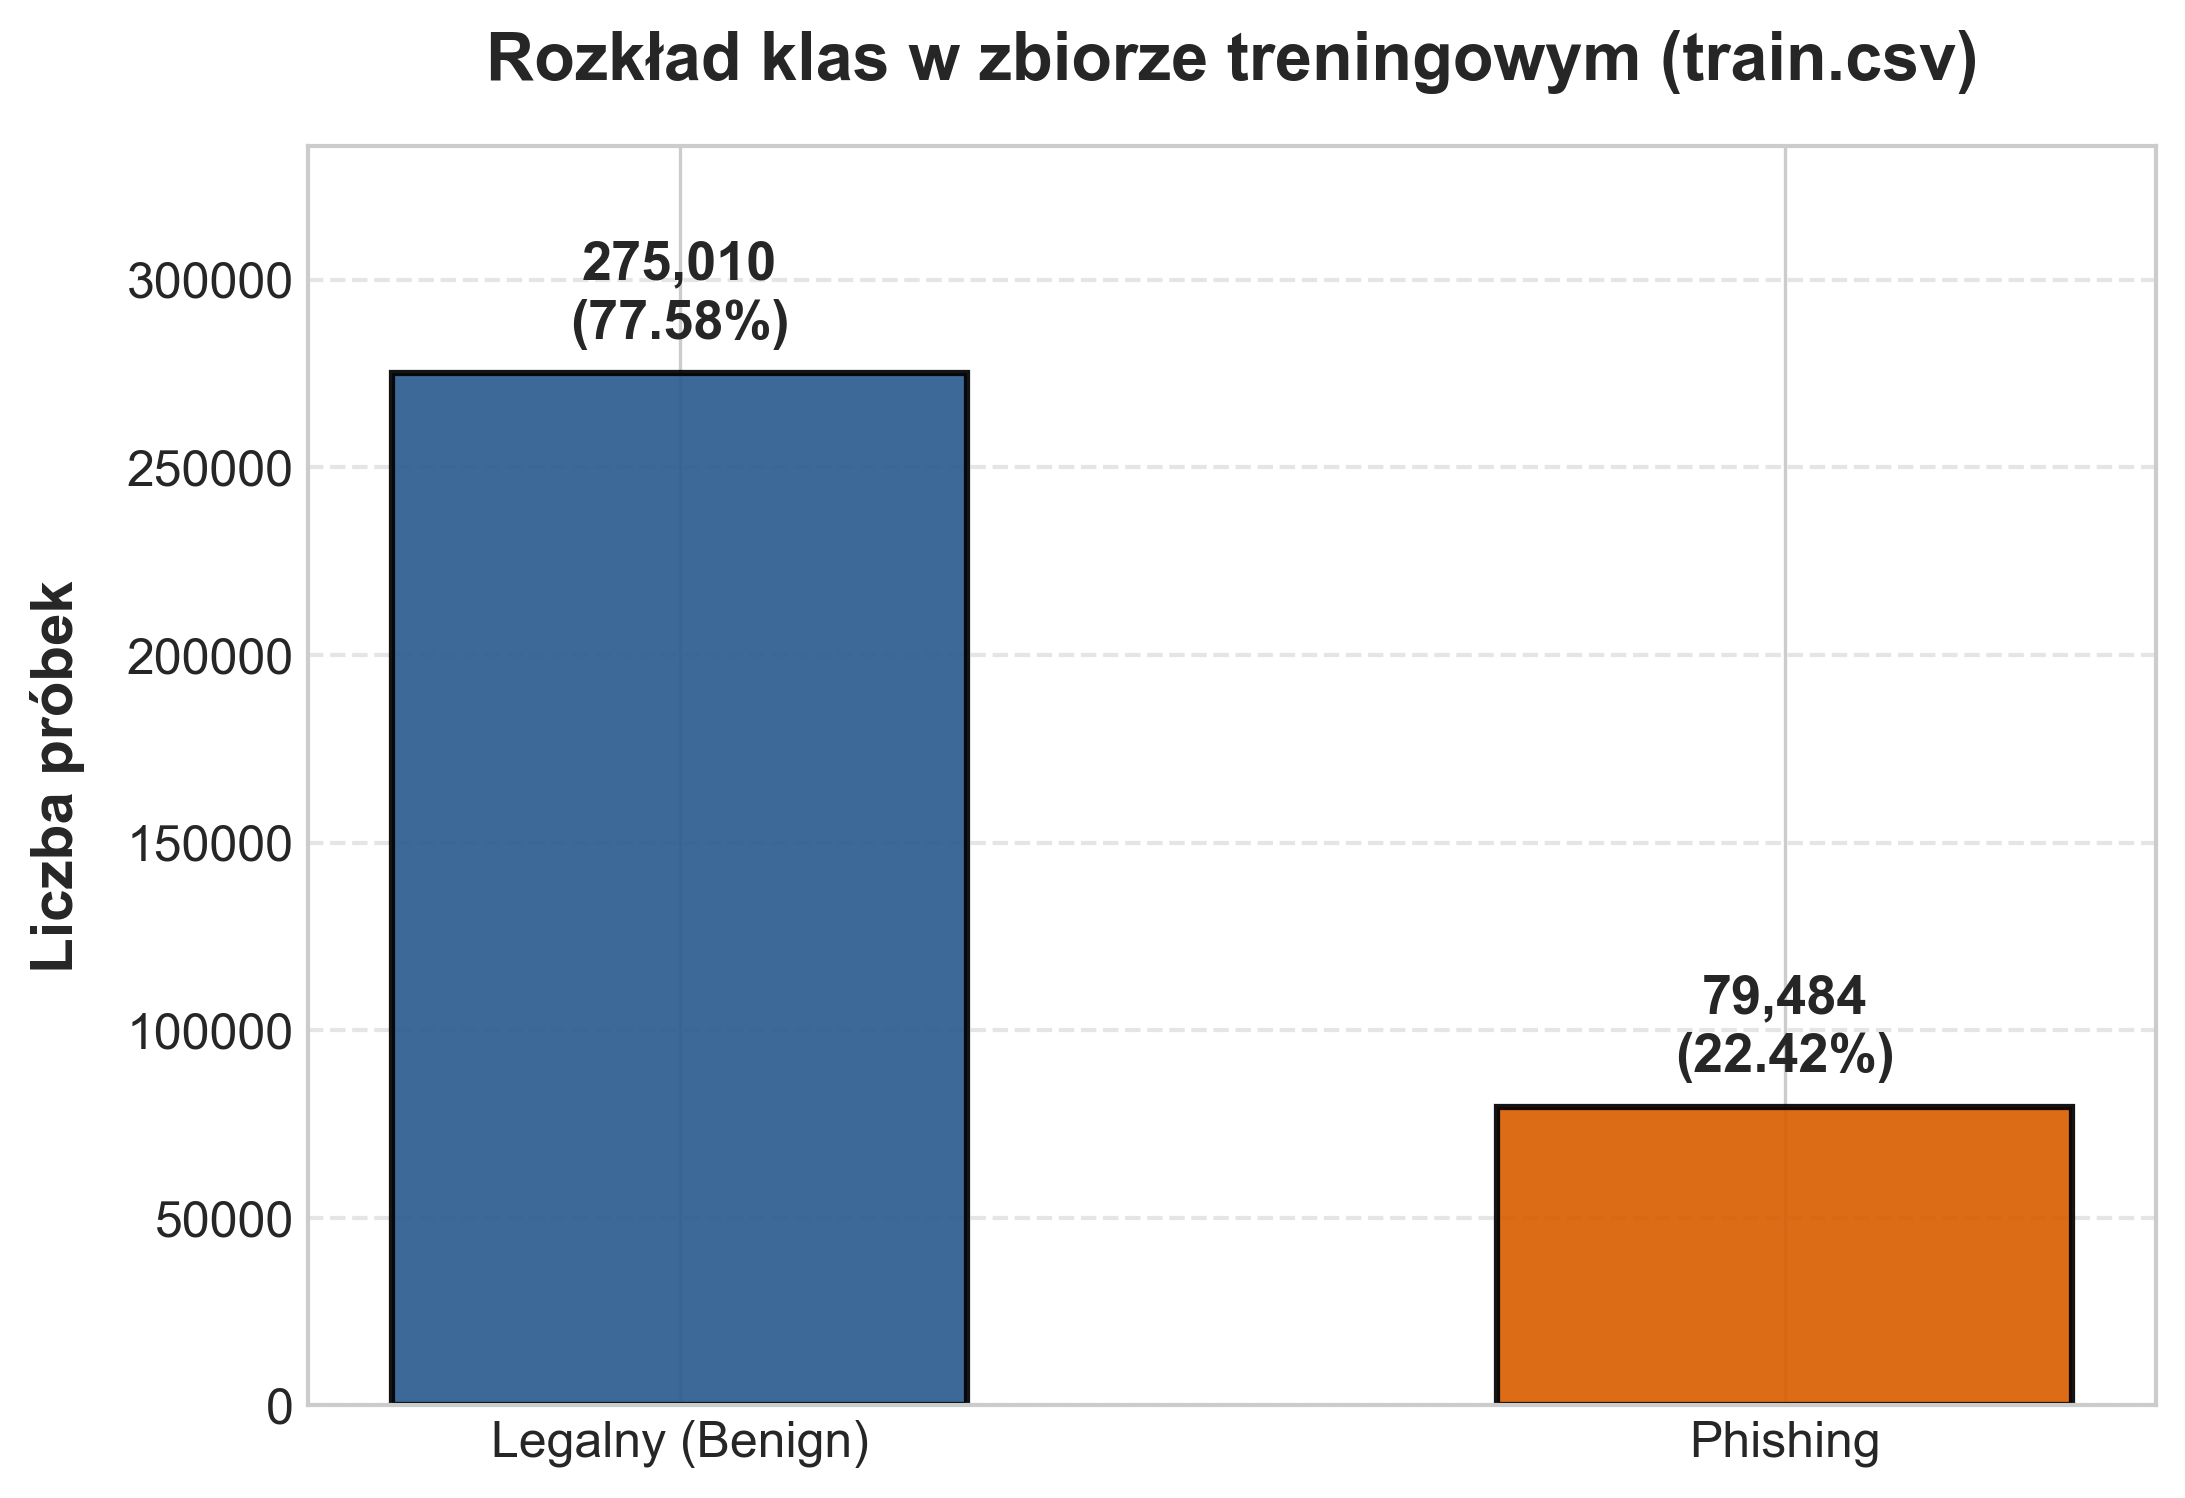 Rozkład klas w zbiorze treningowym (train.csv)
Liczba próbek
300000
250000
200000
150000
100000
50000
0
275,010
(77.58%)
79,484
(22.42%)
Legalny (Benign)
Phishing